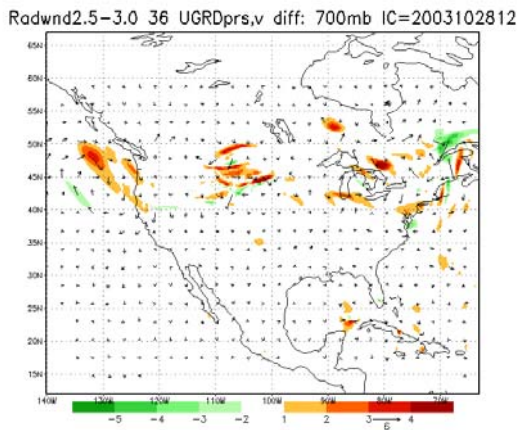 Radwnd2.5-3.0 36 UGRDprs,v diff: 700mb IC=2003102812
65N
60N
55N
50N
45N
40N
35N
30N
25N
20N
15N
140W 130W 120W 110W 100W 90W 80W 70W
-5 -4 -3 -2 1 2 3 4
6